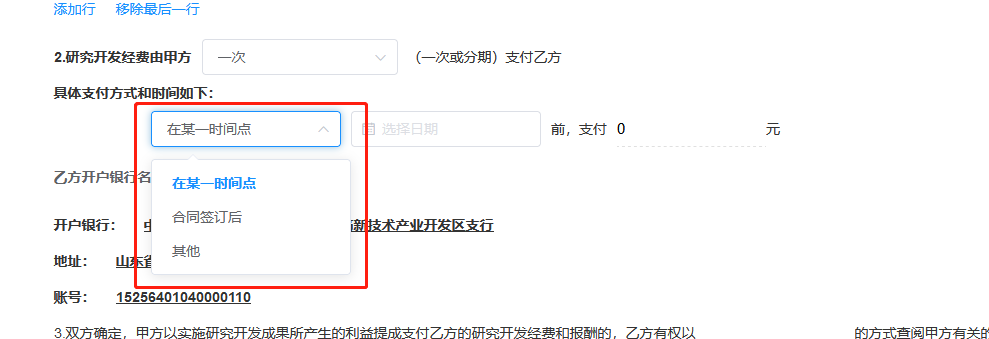 添加行 移除最后一行
2.研究开发经费由甲方 一次 （一次或分期）支付乙方
具体支付方式和时间如下：
在某一时间点 选择日期 前，支付 0 元
在某一时间点
合同签订后
其他
乙方开户银行名
开户银行： 新技术产业开发区支行
地址： 山东省
账号： 15256401040000110
3.双方确定，甲方以实施研究开发成果所产生的利益提成支付乙方的研究开发经费和报酬的，乙方有权以 的方式查阅甲方有关的